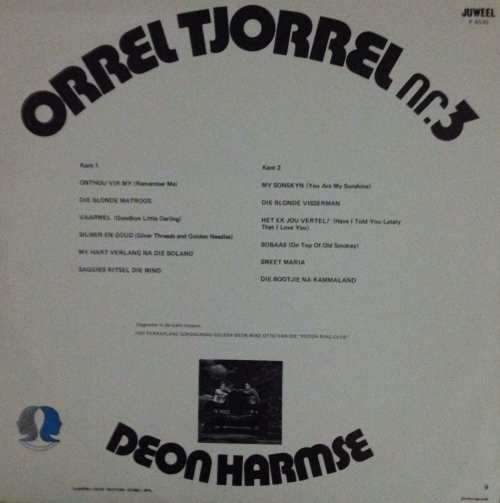 JUWEEL
ORREL TJORREL nr.3
Kant 1
ONTHOU VIR MY (Remember Me)
DIE BLONDE MATROOS
VAARWEL (Goodbye Little Darling)
SILWER EN GOUD (Silver Threads and Golden Needles)
MY HART VERLANG NA DIE BOLAND
SAGGIES RITSEL DIE WIND
Kant 2
MY SONSKYN (You Are My Sunshine)
DIE BLONDE VISSERMAN
HET EK JOU VERTEL? (Have I Told You Lately
That I Love You)
BOBAAS (On Top Of Old Smokey)
SWEET MARIA
DIE BOOTJIE NA KAMMALAND
DEON HARMSE